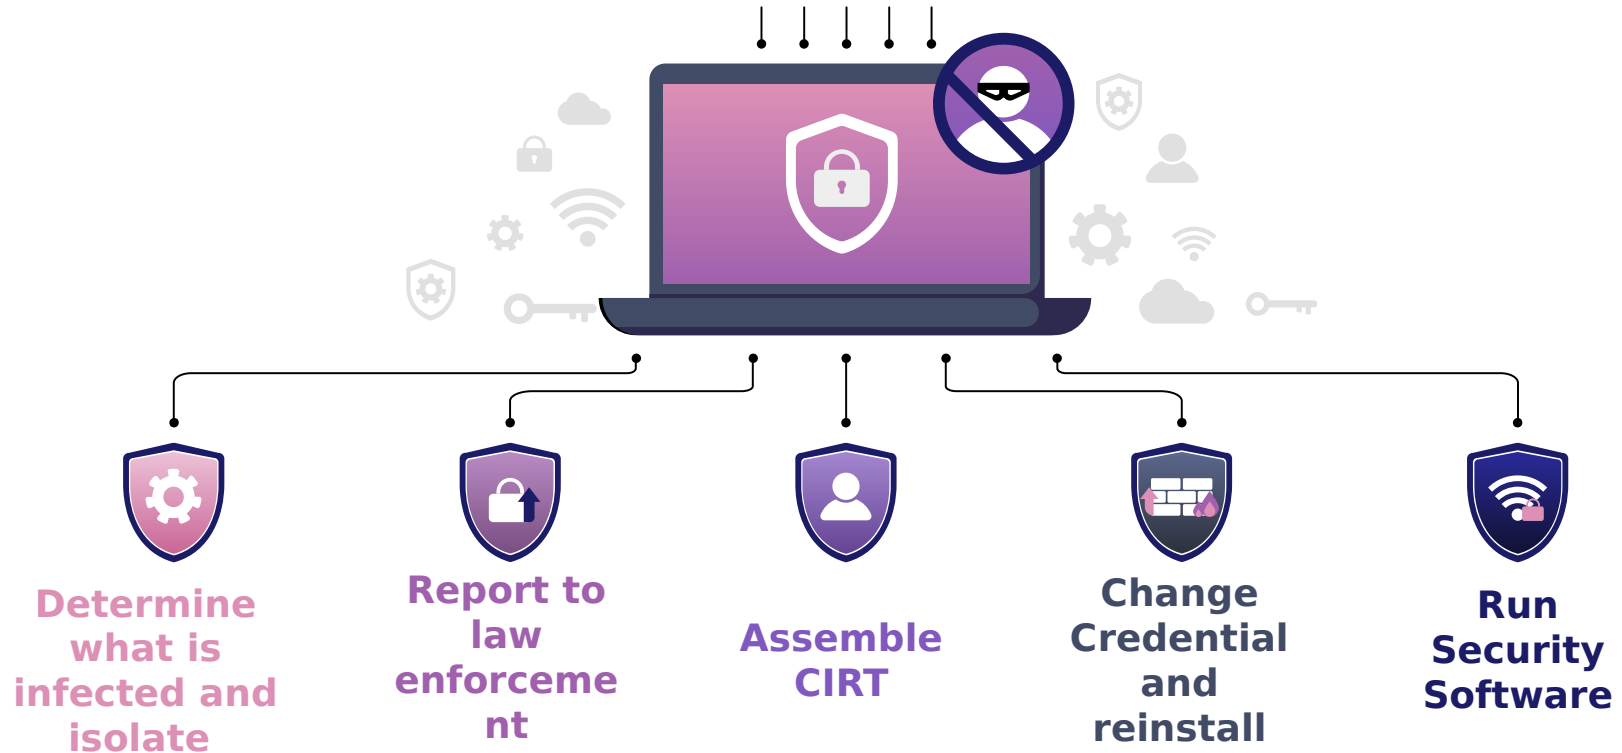 Determine
what is
infected and
isolate
Report to
law
enforceme
nt
Assemble
CIRT
Change
Credential
and
reinstall
Run
Security
Software